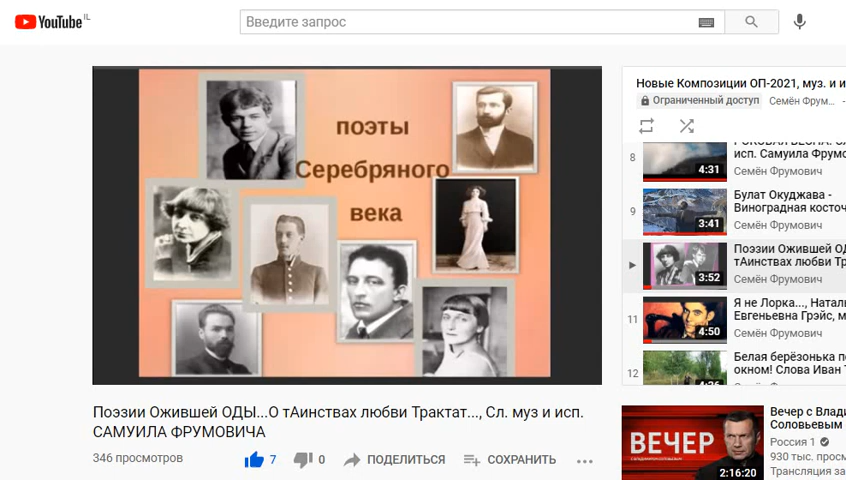 YouTube IL
Введите запрос
поэты
Серебряного
века
Поэзии Ожившей ОДЫ...О тАинствах любви Трактат..., Сл. муз и исп.
САМУИЛА ФРУМОВИЧА
346 просмотров
7
0
ПОДЕЛИТЬСЯ
СОХРАНИТЬ
Новые Композиции ОП-2021, муз. и и
Ограниченный доступ
Семён Фрум...
8
4:31
исп. Самуила Фрумо
Семён Фрумович
9
3:41
Булат Окуджава -
Виноградная косточ
Семён Фрумович
3:52
Поэзии Ожившей ОД
тАинствах любви Тр
Семён Фрумович
11
4:50
Я не Лорка..., Наталь
Евгеньевна Грэйс, м
Семён Фрумович
12
Белая берёзонька по
окном! Слова Иван Т
ВЕЧЕР
2:16:20
Вечер с Влади
Соловьевым
Россия 1
930 тыс. просм
Трансляция за